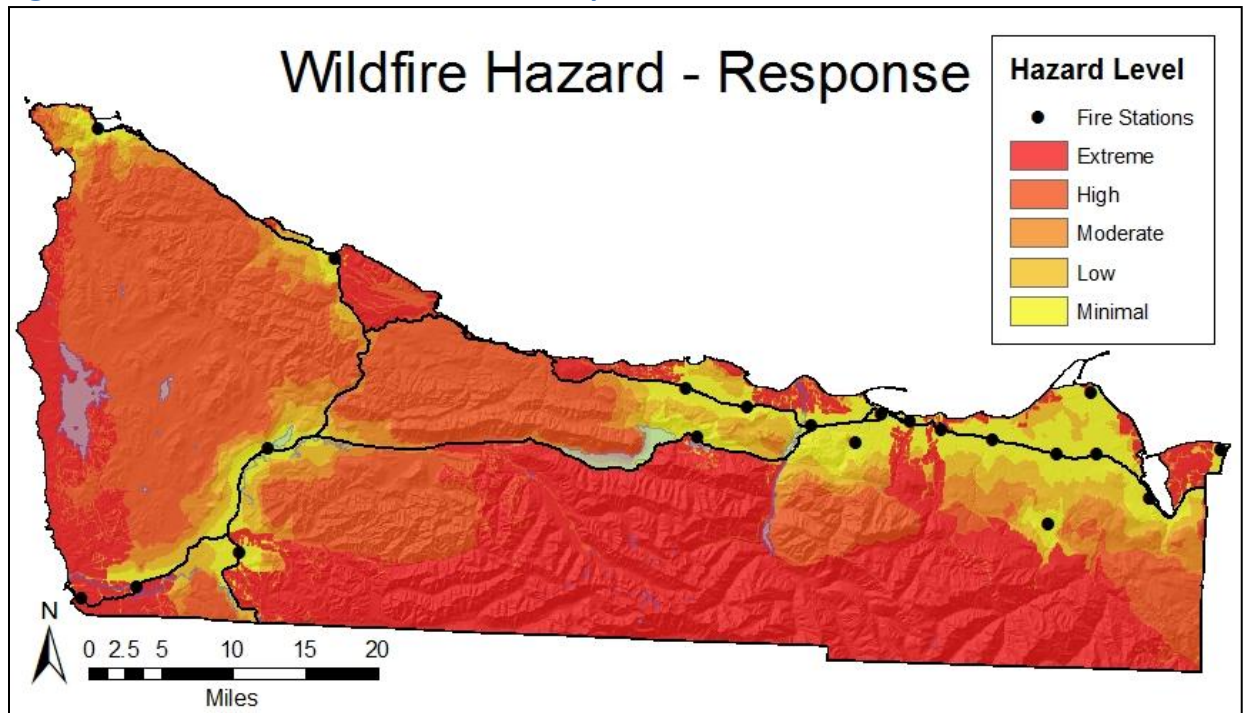 Wildfire Hazard - Response
Hazard Level
Fire Stations
Extreme
High
Moderate
Low
Minimal
N
0 2.5 5 10 15 20
Miles